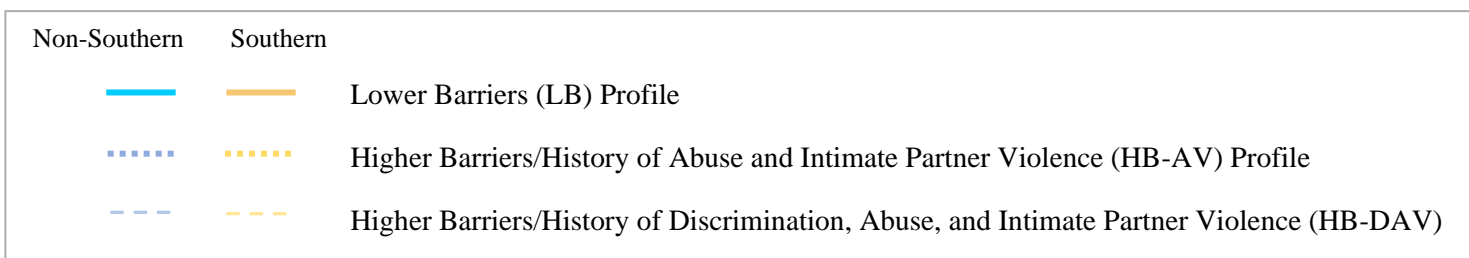 Non-Southern Southern
Lower Barriers (LB) Profile
Higher Barriers/History of Abuse and Intimate Partner Violence (HB-AV) Profile
Higher Barriers/History of Discrimination, Abuse, and Intimate Partner Violence (HB-DAV)